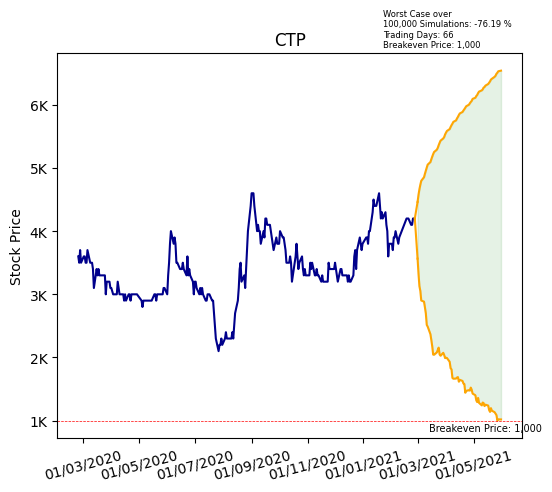 Worst Case over
100,000 Simulations: -76.19 %
Trading Days: 66
Breakeven Price: 1,000
CTP
Stock Price
6K
5K
4K
3K
2K
1K
Breakeven Price: 1,000
01/03/2020
01/05/2020
01/07/2020
01/09/2020
01/11/2020
01/01/2021
01/03/2021
01/05/2021